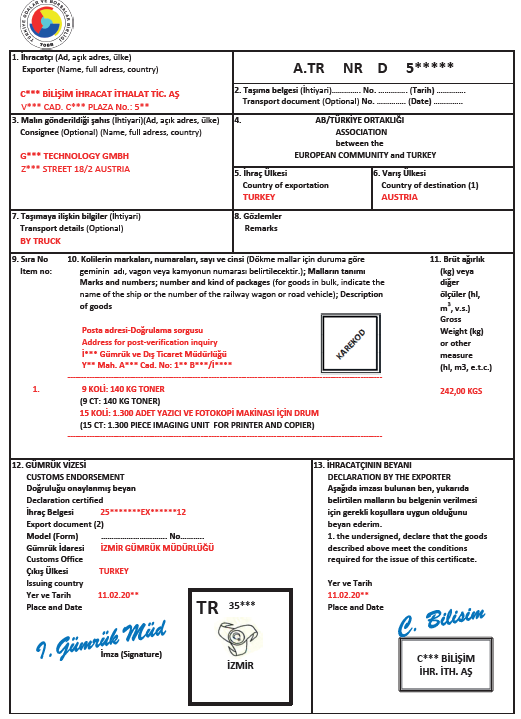 TÜRKİYE ODALAR VE BORSALAR BİRLİĞİ
TOBB
1. İhracatçı (Ad, açık adres, ülke)
Exporter (Name, full address, country)
C*** BİLİŞİM İHRACAT İTHALAT TİC. AŞ
V*** CAD. C*** PLAZA No.: 5**
A.TR NR D 5*****
2. Taşıma belgesi (İhtiyari)............. No. ............. (Tarih) .............
Transport document (Optional) No. ............. (Date) .............
3. Malın gönderildiği şahıs (İhtiyari)(Ad, açık adres, ülke)
Consignee (Optional) (Name, full address, country)
G*** TECHNOLOGY GMBH
Z*** STREET 18/2 AUSTRIA
4. AB/TÜRKİYE ORTAKLIĞI
ASSOCIATION
between the
EUROPEAN COMMUNITY and TURKEY
5. İhraç Ülkesi
Country of exportation
TURKEY
6. Varış Ülkesi
Country of destination (1)
AUSTRIA
7. Taşımaya ilişkin bilgiler (İhtiyari)
Transport details (Optional)
BY TRUCK
8. Gözlemler
Remarks
9. Sıra No
Item no:
10. Kolilerin markaları, numaraları, sayısı ve cinsi (Dökme mallar için duruma göre
geminin adı, vagon veya kamyonun numarası belirtilecektir.); Malların tanımı
Marks and numbers; number and kind of packages (for goods in bulk, indicate the
name of the ship or the number of the railway wagon or road vehicle); Description
of goods
Posta adresi-Doğrulama sorgusu
Address for post-verification inquiry
İ*** Gümrük ve Dış Ticaret Müdürlüğü
Y** Mah. A*** Cad. No: 1** B***/İ****
KAREKOD
1.
9 KOLİ: 140 KG TONER
(9 CT: 140 KG TONER)
15 KOLİ: 1.300 ADET YAZICI VE FOTOKOPİ MAKİNASI İÇİN DRUM
(15 CT: 1.300 PIECE IMAGING UNIT FOR PRINTER AND COPIER)
11. Brüt ağırlık
(kg) veya
diğer
ölçüler (hl,
m³, v.s.)
Gross
Weight (kg)
or other
measure
(hl, m3, e.t.c.)
242,00 KGS
12. GÜMRÜK VİZESİ
CUSTOMS ENDORSEMENT
Doğruluğu onaylanmış beyan
Declaration certified
İhraç Belgesi 25*******EX******12
Export document (2)
Model (Form) ............................. No..........
Gümrük İdaresi İZMİR GÜMRÜK MÜDÜRLÜĞÜ
Customs Office
Çıkış Ülkesi TURKEY
Issuing country
Yer ve Tarih 11.02.20**
Place and Date
İ. Gümrük Müd
İmza (Signature)
TR 35***
İZMİR
13. İHRACATÇININ BEYANI
DECLARATION BY THE EXPORTER
Aşağıda imzası bulunan ben, yukarıda
belirtilen malların bu belgenin verilmesi
için gerekli koşullara uygun olduğunu
beyan ederim.
1. the undersigned, declare that the goods
described above meet the conditions
required for the issue of this certificate.
Yer ve Tarih
11.02.20**
Place and Date
C. Bilisim
C*** BİLİŞİM
İHR. İTH. AŞ